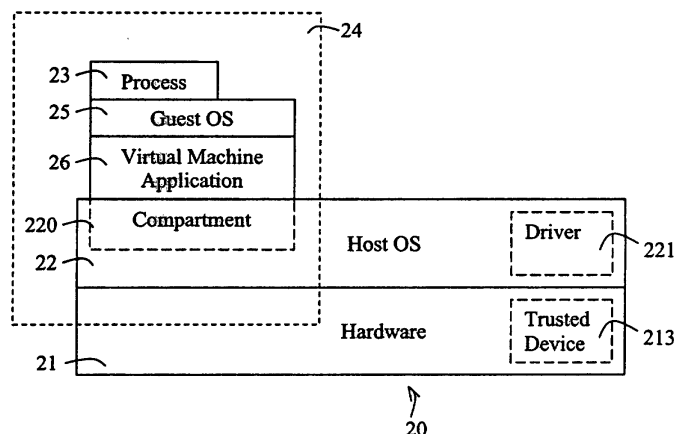 24
23
Process
25
Guest OS
26
Virtual Machine
Application
220
Compartment
Driver
Host OS
221
22
Hardware
Trusted
Device
213
21
20